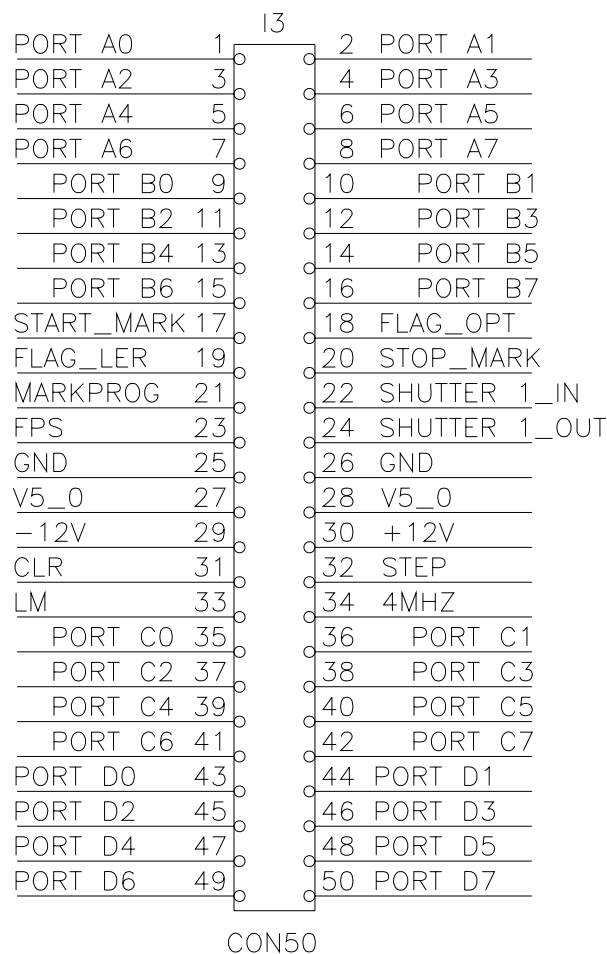 I3
PORT A0 1 2 PORT A1
PORT A2 3 4 PORT A3
PORT A4 5 6 PORT A5
PORT A6 7 8 PORT A7
PORT B0 9 10 PORT B1
PORT B2 11 12 PORT B3
PORT B4 13 14 PORT B5
PORT B6 15 16 PORT B7
START_MARK 17 18 FLAG_OPT
FLAG_LER 19 20 STOP_MARK
MARKPROG 21 22 SHUTTER 1_IN
FPS 23 24 SHUTTER 1_OUT
GND 25 26 GND
V5_0 27 28 V5_0
-12V 29 30 +12V
CLR 31 32 STEP
LM 33 34 4MHZ
PORT C0 35 36 PORT C1
PORT C2 37 38 PORT C3
PORT C4 39 40 PORT C5
PORT C6 41 42 PORT C7
PORT D0 43 44 PORT D1
PORT D2 45 46 PORT D3
PORT D4 47 48 PORT D5
PORT D6 49 50 PORT D7
CON50